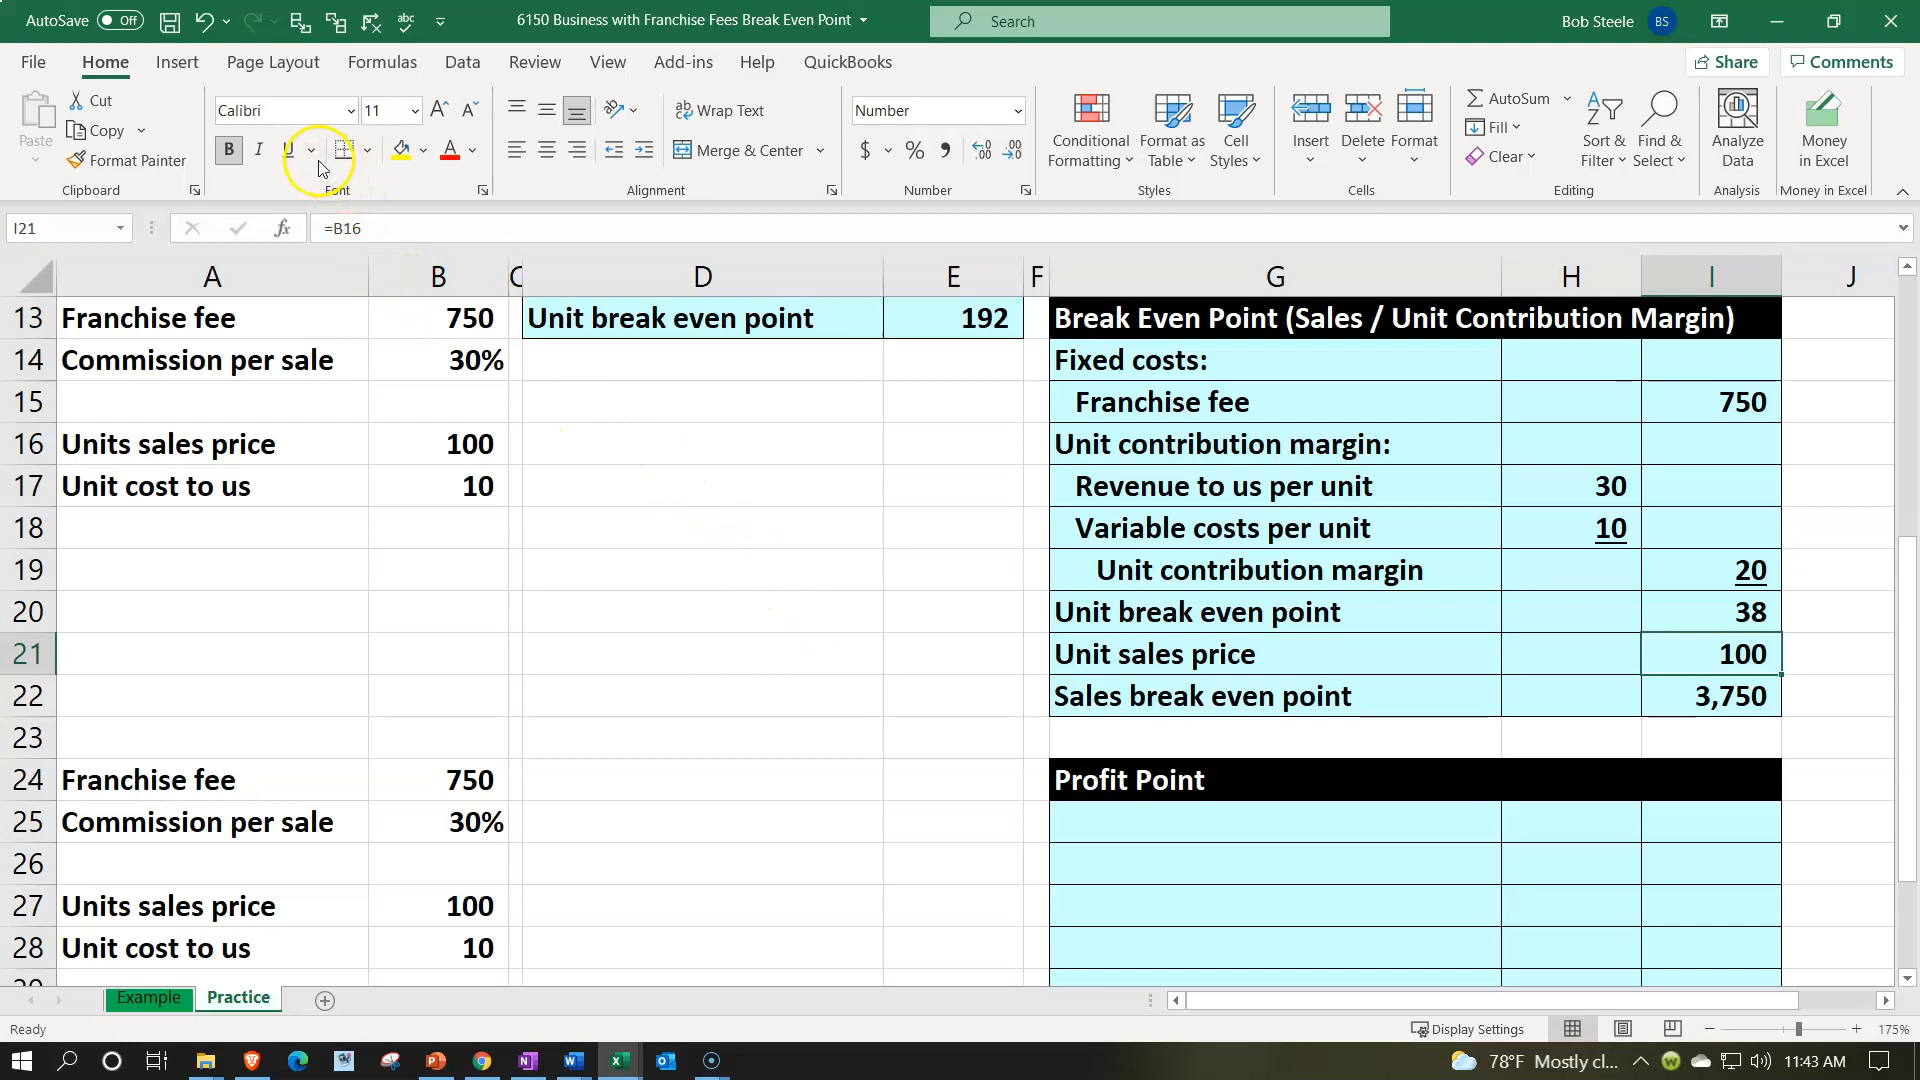 AutoSave Off abc 6150 Business with Franchise Fees Break Even Point Search Bob Steele BS
File Home Insert Page Layout Formulas Data Review View Add-ins Help QuickBooks Share Comments
Paste Cut Copy Format Painter Clipboard
Calibri 11 B I U A Font
Wrap Text Merge & Center Alignment
Number $ % Number
Conditional Formatting Format as Table Cell Styles Styles
Insert Delete Format Cells
AutoSum Fill Clear Sort & Filter Find & Select Editing
Analyze Data Analysis
Money in Excel Money in Excel
I21 fx =B16
A B C D E F G H I J
13 Franchise fee 750 Unit break even point 192 Break Even Point (Sales / Unit Contribution Margin)
14 Commission per sale 30% Fixed costs:
15 Franchise fee 750
16 Units sales price 100 Unit contribution margin:
17 Unit cost to us 10 Revenue to us per unit 30
18 Variable costs per unit 10
19 Unit contribution margin 20
20 Unit break even point 38
21 Unit sales price 100
22 Sales break even point 3,750
23
24 Franchise fee 750 Profit Point
25 Commission per sale 30%
26
27 Units sales price 100
28 Unit cost to us 10
Example Practice
Ready Display Settings 175%
78°F Mostly cl... 11:43 AM